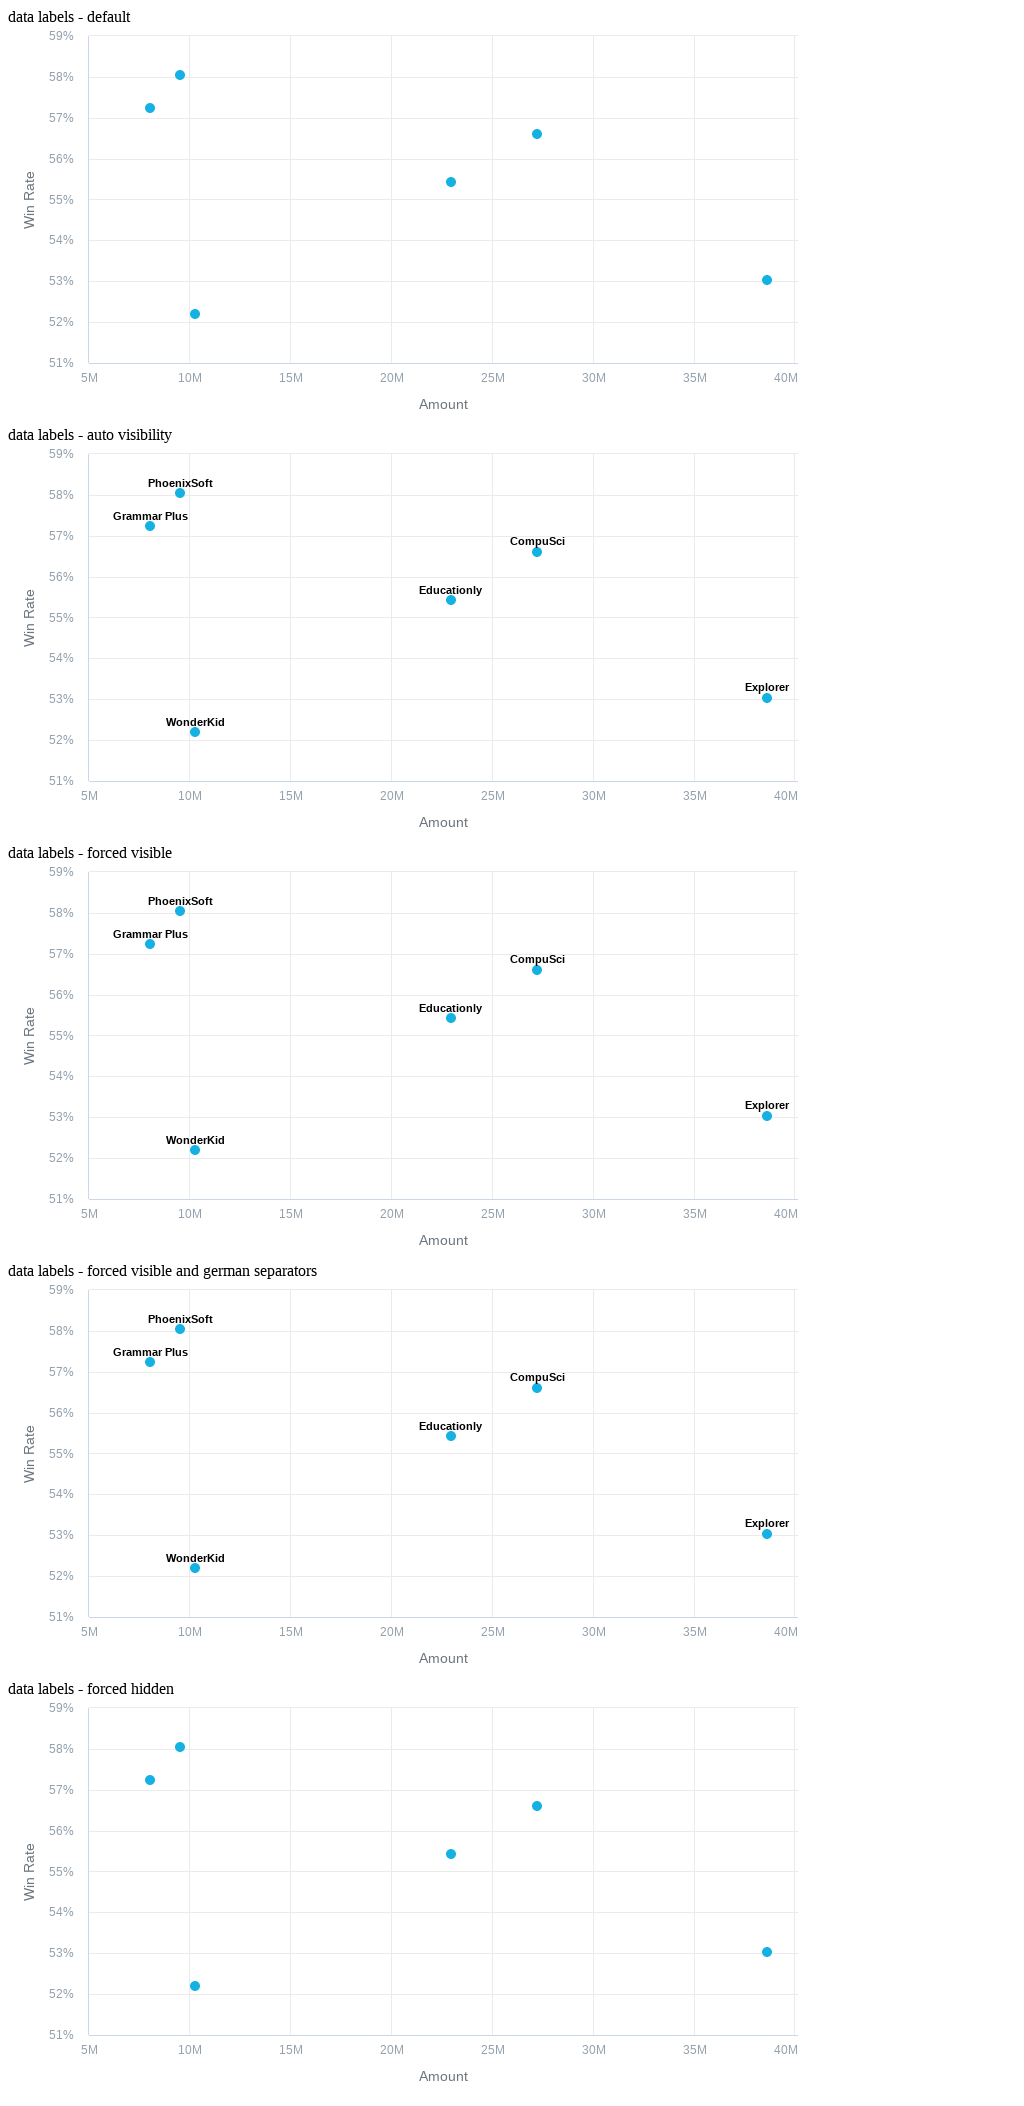 data labels - default
59%
58%
57%
56%
55%
54%
53%
52%
51%
Win Rate
5M 10M 15M 20M 25M 30M 35M 40M
Amount
data labels - auto visibility
59%
PhoenixSoft
58%
Grammar Plus
57%
CompuSci
56%
Educationly
55%
54%
Explorer
53%
WonderKid
52%
51%
Win Rate
5M 10M 15M 20M 25M 30M 35M 40M
Amount
data labels - forced visible
59%
PhoenixSoft
58%
Grammar Plus
57%
CompuSci
56%
Educationly
55%
54%
Explorer
53%
WonderKid
52%
51%
Win Rate
5M 10M 15M 20M 25M 30M 35M 40M
Amount
data labels - forced visible and german separators
59%
PhoenixSoft
58%
Grammar Plus
57%
CompuSci
56%
Educationly
55%
54%
Explorer
53%
WonderKid
52%
51%
Win Rate
5M 10M 15M 20M 25M 30M 35M 40M
Amount
data labels - forced hidden
59%
58%
57%
56%
55%
54%
53%
52%
51%
Win Rate
5M 10M 15M 20M 25M 30M 35M 40M
Amount